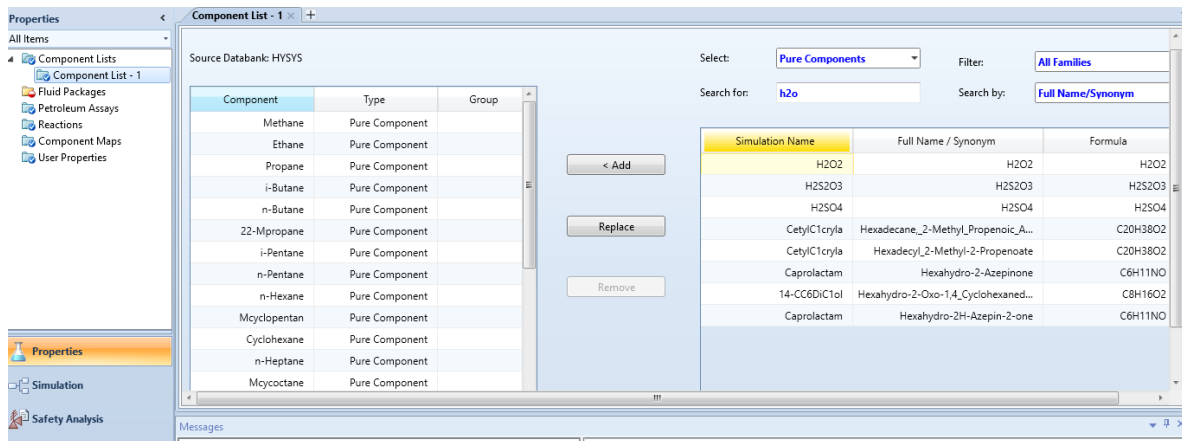 Properties <
All Items
Component Lists
Component List - 1
Fluid Packages
Petroleum Assays
Reactions
Component Maps
User Properties
Properties
Simulation
Safety Analysis
Component List - 1 × +
Source Databank: HYSYS
Component Type Group
Methane Pure Component
Ethane Pure Component
Propane Pure Component
i-Butane Pure Component
n-Butane Pure Component
22-Mpropane Pure Component
i-Pentane Pure Component
n-Pentane Pure Component
n-Hexane Pure Component
Mcyclopentan Pure Component
Cyclohexane Pure Component
n-Heptane Pure Component
Mcycoctane Pure Component
< Add
Replace
Remove
Select: Pure Components Filter: All Families
Search for: h2o Search by: Full Name/Synonym
Simulation Name Full Name / Synonym Formula
H2O2 H2O2 H2O2
H2S2O3 H2S2O3 H2S2O3
H2SO4 H2SO4 H2SO4
CetylC1cryla Hexadecane,_2-Methyl_Propenoic_A... C20H38O2
CetylC1cryla Hexadecyl_2-Methyl-2-Propenoate C20H38O2
Caprolactam Hexahydro-2-Azepinone C6H11NO
14-CC6DiC1ol Hexahydro-2-Oxo-1,4_Cyclohexaned... C8H16O2
Caprolactam Hexahydro-2H-Azepin-2-one C6H11NO
Messages